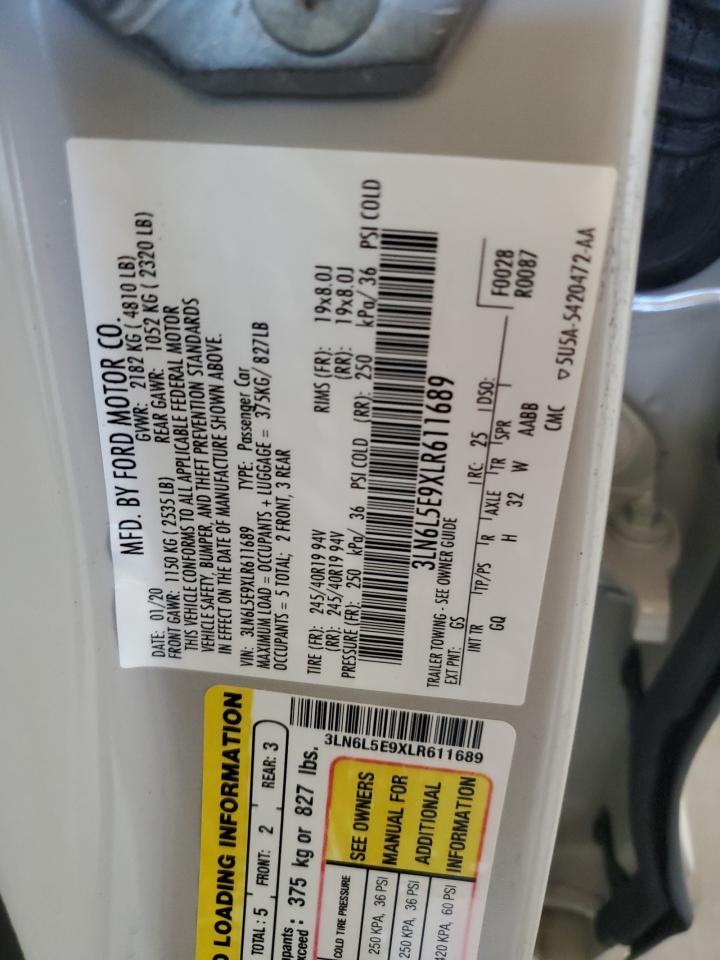 MFD. BY FORD MOTOR CO.
DATE: 01/20 GVWR: 2182 KG ( 4810 LB)
FRONT GAWR: 1150 KG ( 2535 LB) REAR GAWR: 1052 KG ( 2320 LB)
THIS VEHICLE CONFORMS TO ALL APPLICABLE FEDERAL MOTOR
VEHICLE SAFETY, BUMPER, AND THEFT PREVENTION STANDARDS
IN EFFECT ON THE DATE OF MANUFACTURE SHOWN ABOVE.
VIN: 3LN6L5E9XLR611689 TYPE: Passenger Car
MAXIMUM LOAD = OCCUPANTS + LUGGAGE = 375KG/ 827LB
OCCUPANTS = 5 TOTAL; 2 FRONT, 3 REAR
TIRE (FR): 245/40R19 94V RIMS (FR): 19x8.0J
(RR): 245/40R19 94V (RR): 19x8.0J
PRESSURE (FR): 250 kPa/ 36 PSI COLD (RR): 250 kPa/ 36 PSI COLD
3LN6L5E9XLR611689
TRAILER TOWING - SEE OWNER GUIDE
EXT PNT: GS RC: 25 DSO: F0028
INT TR TP/PS R AXLE TR SPR R0087
GQ H 32 W AABB
CMC ▽5U5A-5420472-AA
3LN6L5E9XLR611689
LOADING INFORMATION
TOTAL : 5 FRONT: 2 REAR: 3
375 kg or 827 lbs.
COLD TIRE PRESSURE
250 KPA, 36 PSI
250 KPA, 36 PSI
420 KPA, 60 PSI
SEE OWNERS
MANUAL FOR
ADDITIONAL
INFORMATION